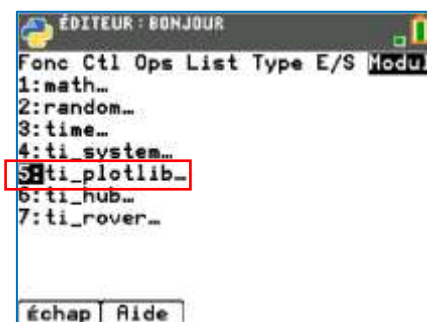 ÉDITEUR : BONJOUR
Fonc Ctl Ops List Type E/S Modul
1:math…
2:random…
3:time…
4:ti_system…
5:ti_plotlib…
6:ti_hub…
7:ti_rover…
Échap Aide